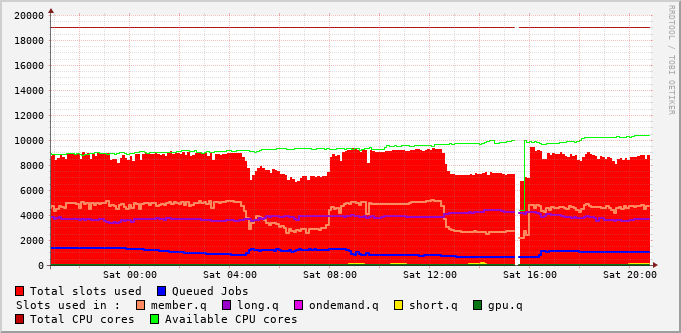 20000
18000
16000
14000
12000
10000
8000
6000
4000
2000
0
Sat 00:00 Sat 04:00 Sat 08:00 Sat 12:00 Sat 16:00 Sat 20:00
RRDTOOL / TOBI OETIKER
Total slots used Queued Jobs
Slots used in : member.q long.q ondemand.q short.q gpu.q
Total CPU cores Available CPU cores